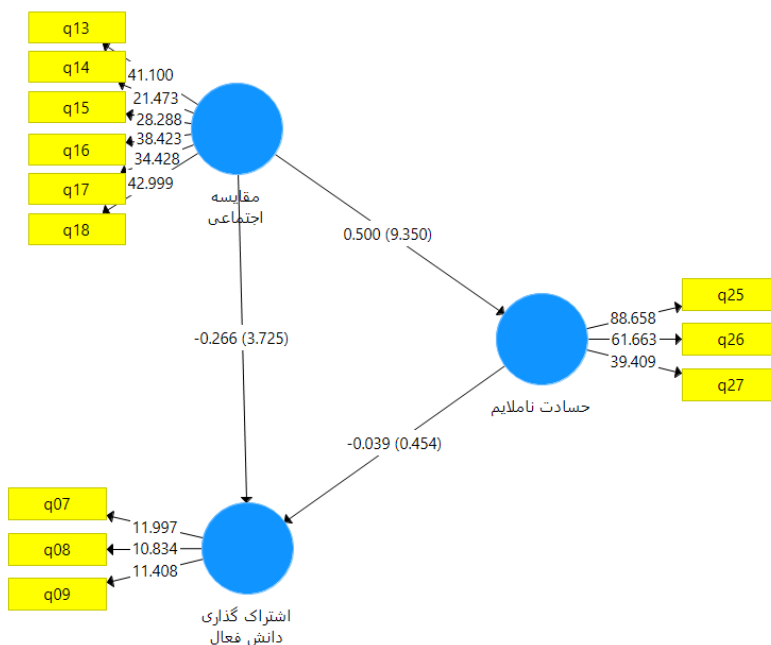 q13
q14
q15
q16
q17
q18
41.100
21.473
28.288
38.423
34.428
42.999
مقایسه
اجتماعی
0.500 (9.350)
-0.266 (3.725)
q25
q26
q27
88.658
61.663
39.409
حسادت ناملایم
-0.039 (0.454)
q07
q08
q09
11.997
10.834
11.408
اشتراک گذاری
دانش فعال